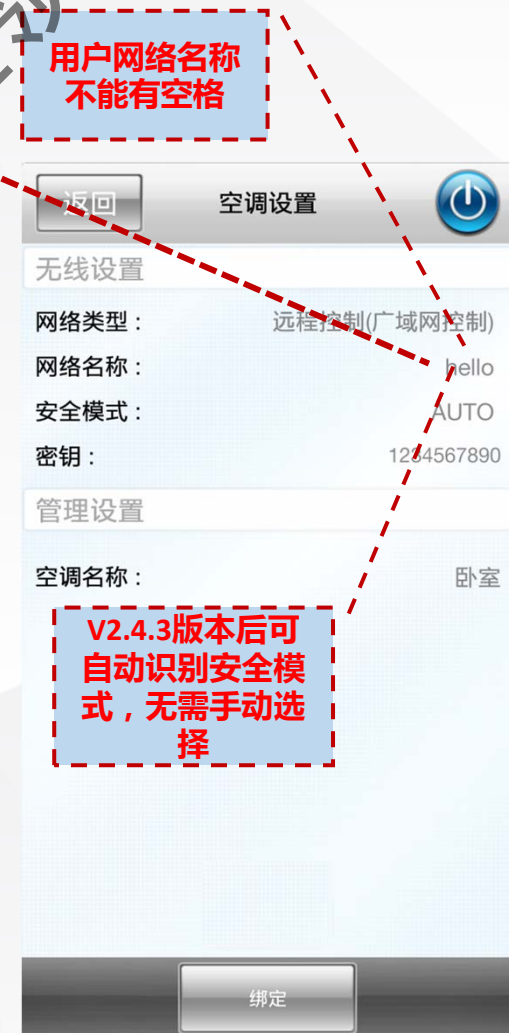 用户网络名称
不能有空格
返回
空调设置
无线设置
网络类型：
远程控制(广域网控制)
网络名称：
hello
安全模式：
AUTO
密钥：
1234567890
管理设置
空调名称：
卧室
V2.4.3版本后可
自动识别安全模
式，无需手动选
择
绑定